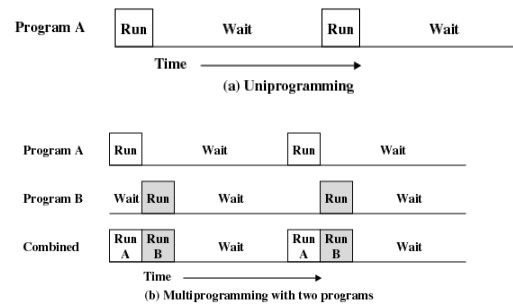 Program A Run Wait Run Wait
Time
(a) Uniprogramming
Program A Run Wait Run Wait
Program B Wait Run Wait Run Wait
Combined Run A Run B Wait Run A Run B Wait
Time
(b) Multiprogramming with two programs